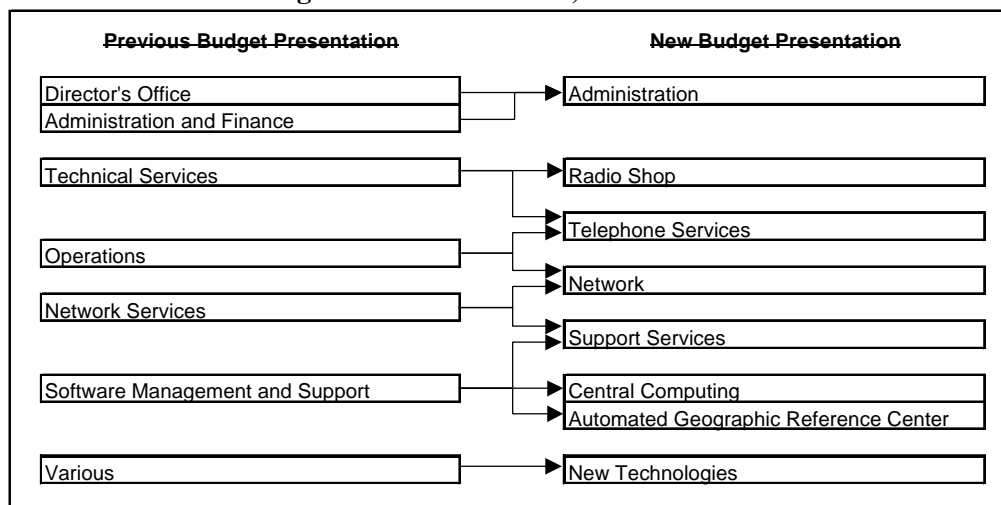 Previous Budget Presentation
New Budget Presentation
Director's Office
Administration
Administration and Finance
Technical Services
Radio Shop
Telephone Services
Operations
Network
Network Services
Support Services
Software Management and Support
Central Computing
Automated Geographic Reference Center
Various
New Technologies